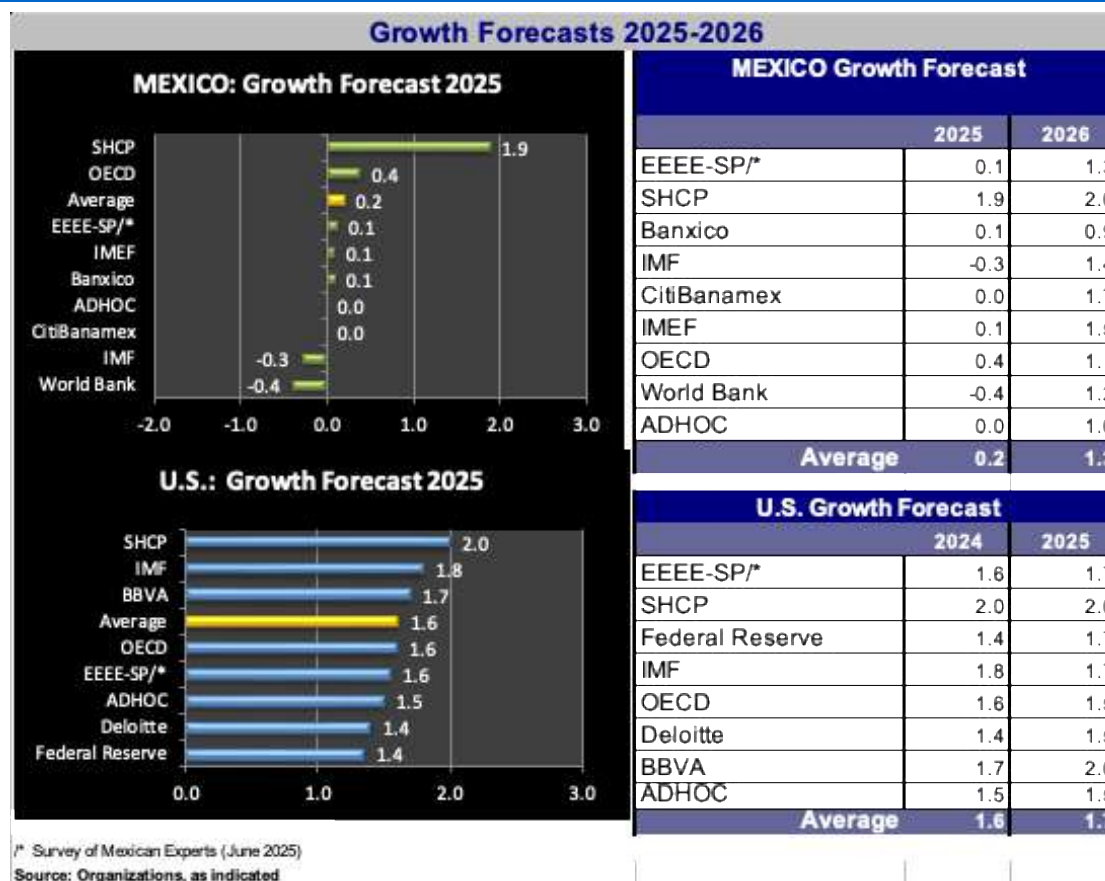 Growth Forecasts 2025-2026
MEXICO: Growth Forecast 2025
SHCP 1.9
OECD 0.4
Average 0.2
EEEE-SP/* 0.1
IMEF 0.1
Banxico 0.1
ADHOC 0.0
CitiBanamex 0.0
IMF -0.3
World Bank -0.4
-2.0 -1.0 0.0 1.0 2.0 3.0
U.S.: Growth Forecast 2025
SHCP 2.0
IMF 1.8
BBVA 1.7
Average 1.6
OECD 1.6
EEEE-SP/* 1.6
ADHOC 1.5
Deloitte 1.4
Federal Reserve 1.4
0.0 1.0 2.0 3.0
/* Survey of Mexican Experts (June 2025)
Source: Organizations, as indicated
MEXICO Growth Forecast
2025 2026
EEEE-SP/* 0.1
SHCP 1.9
Banxico 0.1
IMF -0.3
CitiBanamex 0.0
IMEF 0.1
OECD 0.4
World Bank -0.4
ADHOC 0.0
Average 0.2
U.S. Growth Forecast
2024 2025
EEEE-SP/* 1.6
SHCP 2.0
Federal Reserve 1.4
IMF 1.8
OECD 1.6
Deloitte 1.4
BBVA 1.7
ADHOC 1.5
Average 1.6